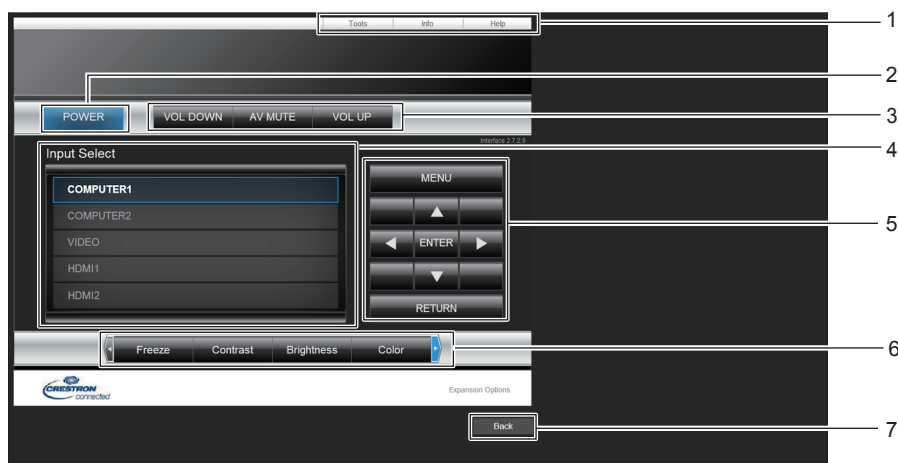 Tools Info Help 1
2
POWER VOL DOWN AV MUTE VOL UP 3
Interface 2.7.2.9
4
Input Select
MENU
COMPUTER1
COMPUTER2
5
VIDEO ENTER
HDMI1
HDMI2
RETURN
Freeze Contrast Brightness Color 6
CRESTRON
connected
Expansion Options
Back 7